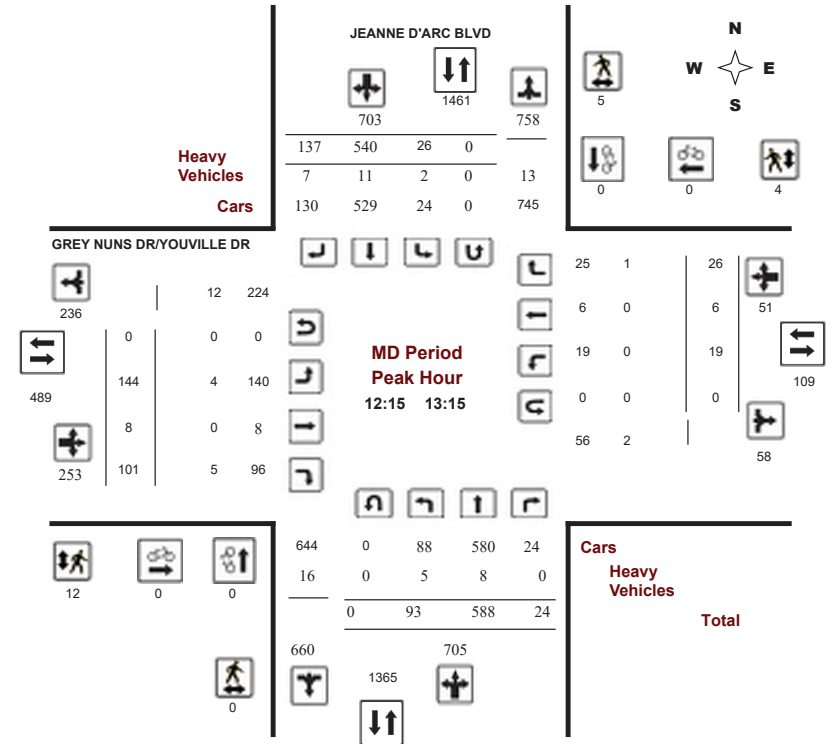 JEANNE D'ARC BLVD
N
W E
S
1461
5
703 758
137 540 26 0
Heavy
Vehicles
7 11 2 0 13
0 0 4
Cars
130 529 24 0 745
GREY NUNS DR/YOUVILLE DR
25 1 26
236
12 224
6 0 6
51
0 0 0
MD Period
Peak Hour
12:15 13:15
19 0 19
489
144 4 140
109
0 0 0
8 0 8
56 2
58
253
101 5 96
644 0 88 580 24
Cars
16 0 5 8 0
Heavy
Vehicles
12 0 0
0 93 588 24
Total
660 705
1365
0